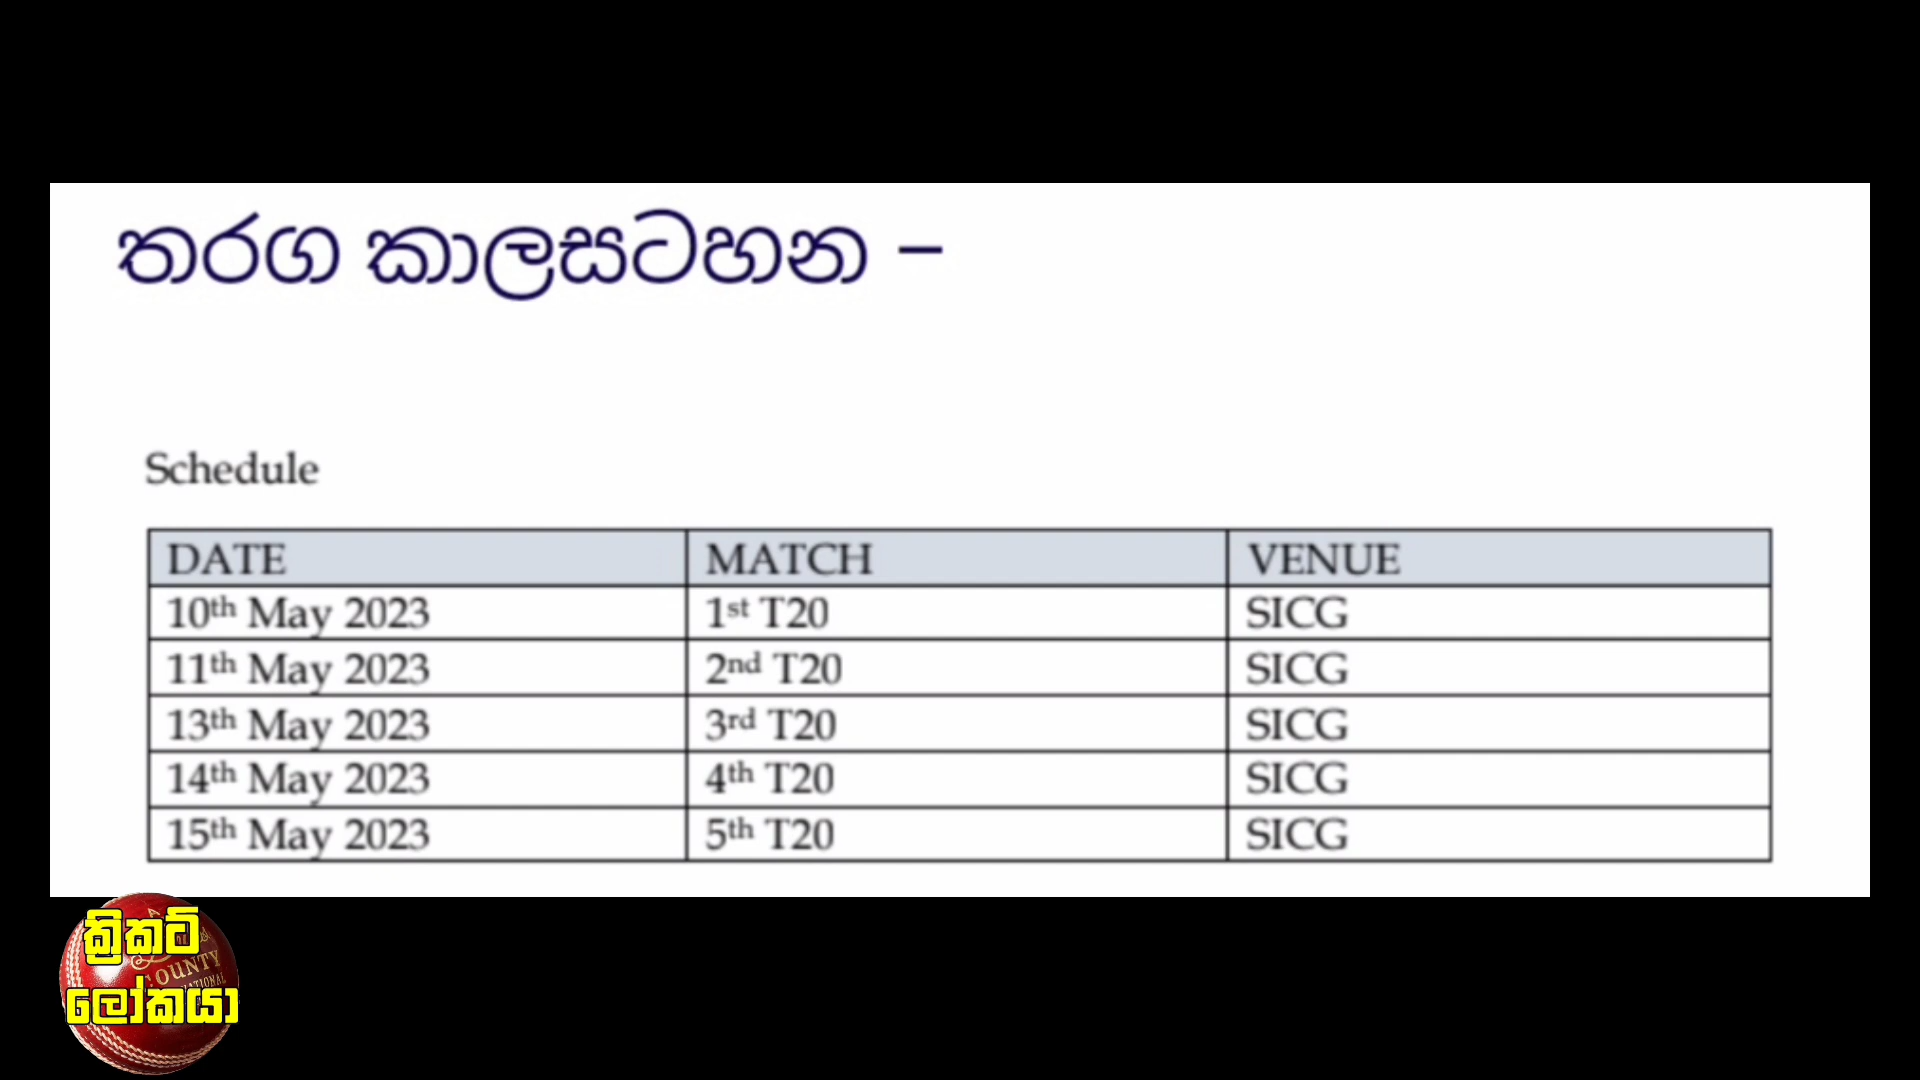 තරග කාලසටහන –
Schedule
DATE MATCH VENUE
10th May 2023 1st T20 SICG
11th May 2023 2nd T20 SICG
13th May 2023 3rd T20 SICG
14th May 2023 4th T20 SICG
15th May 2023 5th T20 SICG
ක්‍රිකට්
COUNTY
ලෝකයා